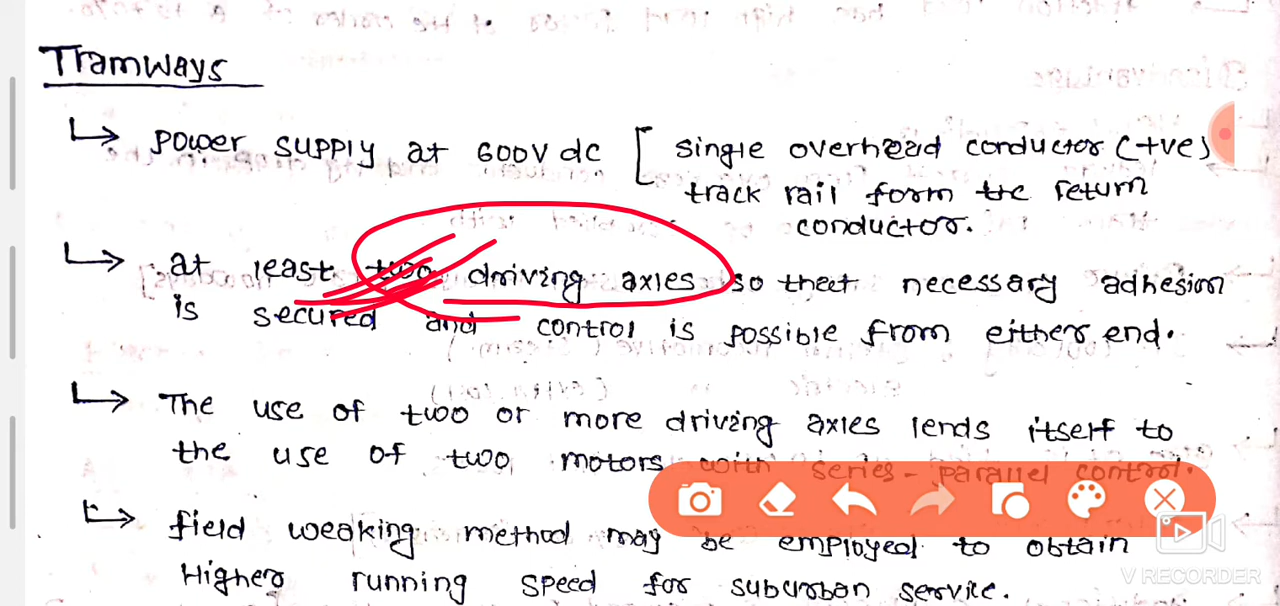 Tramways
↳ power supply at 600V dc [ single overhead conductor (+ve)
track rail form the return
conductor.
↳ at least two driving axles so that necessary adhesion
is secured and control is possible from either end.
↳ The use of two or more driving axles lends itself to
the use of two motors with series-parallel control.
↳ field weaking method may be employed to obtain
Higher running speed for suburban service.
V RECORDER